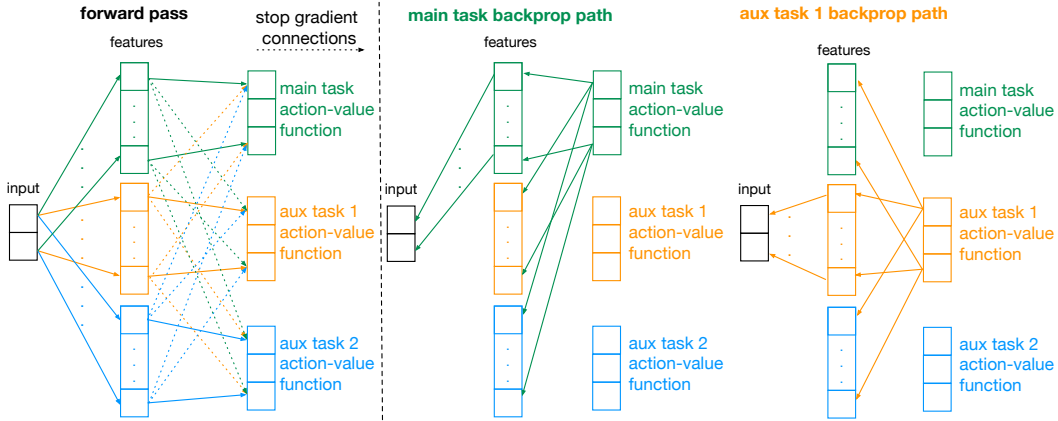 forward pass
stop gradient
connections
features
main task
action-value
function
input
aux task 1
action-value
function
aux task 2
action-value
function
main task backprop path
features
main task
action-value
function
input
aux task 1
action-value
function
aux task 2
action-value
function
aux task 1 backprop path
features
main task
action-value
function
input
aux task 1
action-value
function
aux task 2
action-value
function